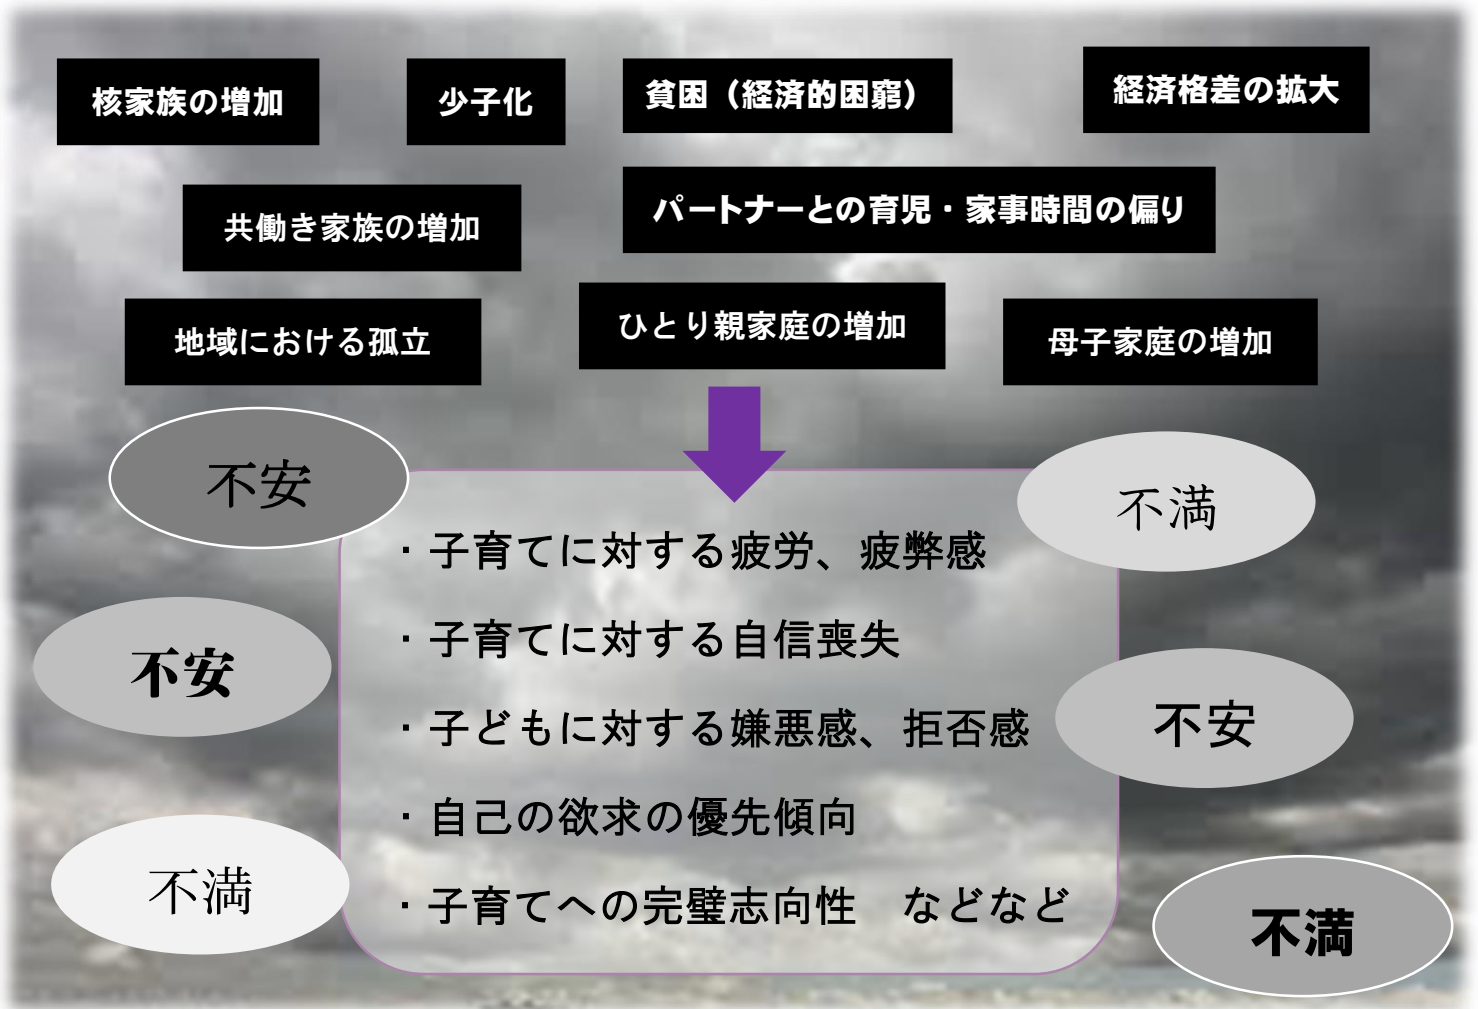 核家族の増加
少子化
貧困（経済的困窮）
経済格差の拡大
共働き家族の増加
パートナーとの育児・家事時間の偏り
地域における孤立
ひとり親家庭の増加
母子家庭の増加
不安
不満
・子育てに対する疲労、疲弊感
・子育てに対する自信喪失
不安
・子どもに対する嫌悪感、拒否感
不安
・自己の欲求の優先傾向
不満
・子育てへの完璧志向性　などなど
不満